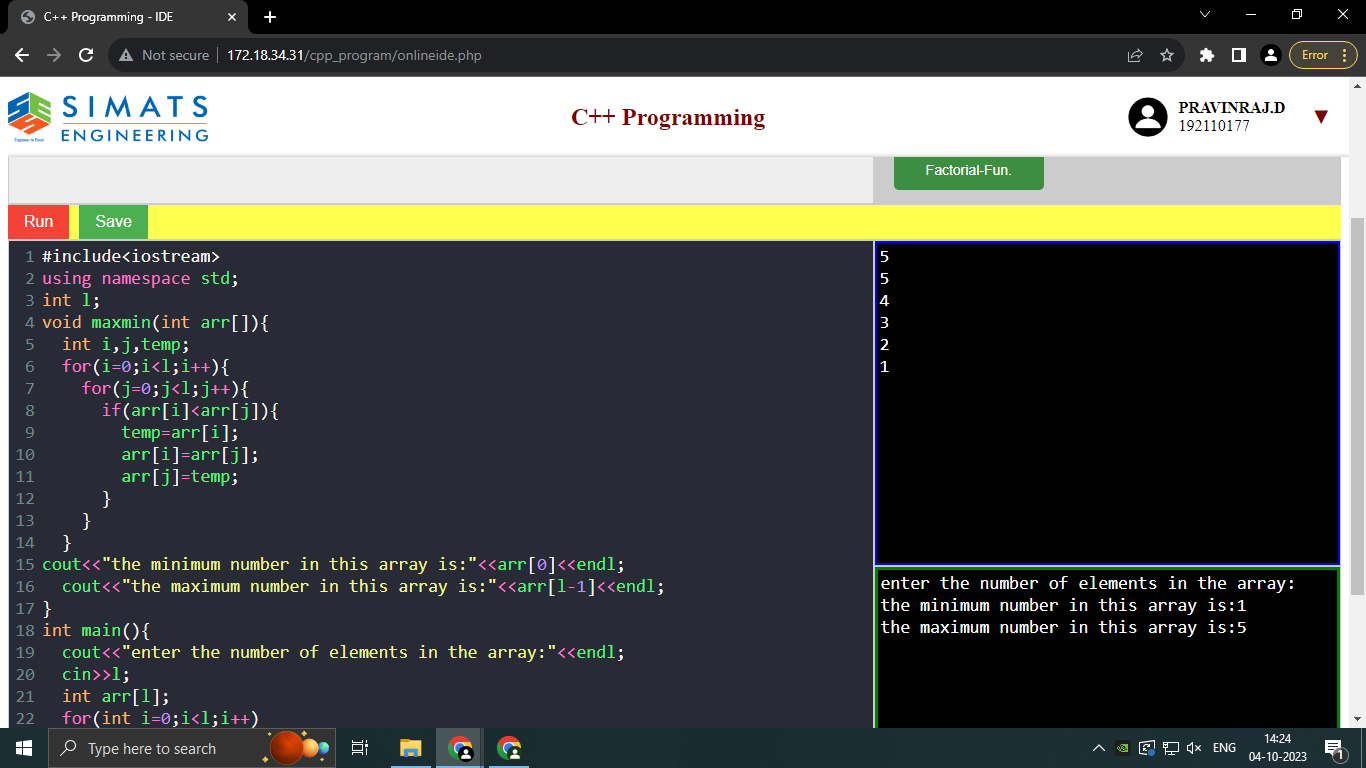 C++ Programming - IDE
Not secure 172.18.34.31/cpp_program/onlineide.php
Error
SIMATS
ENGINEERING
C++ Programming
PRAVINRAJ.D
192110177
Factorial-Fun.
Run Save
1 #include<iostream>
2 using namespace std;
3 int l;
4 void maxmin(int arr[]){
5   int i,j,temp;
6   for(i=0;i<l;i++){
7     for(j=0;j<l;j++){
8       if(arr[i]<arr[j]){
9         temp=arr[i];
10         arr[i]=arr[j];
11         arr[j]=temp;
12       }
13     }
14   }
15 cout<<"the minimum number in this array is:"<<arr[0]<<endl;
16   cout<<"the maximum number in this array is:"<<arr[l-1]<<endl;
17 }
18 int main(){
19   cout<<"enter the number of elements in the array:"<<endl;
20   cin>>l;
21   int arr[l];
22   for(int i=0;i<l;i++)
5
5
4
3
2
1
enter the number of elements in the array:
the minimum number in this array is:1
the maximum number in this array is:5
Type here to search
ENG
14:24
04-10-2023
1